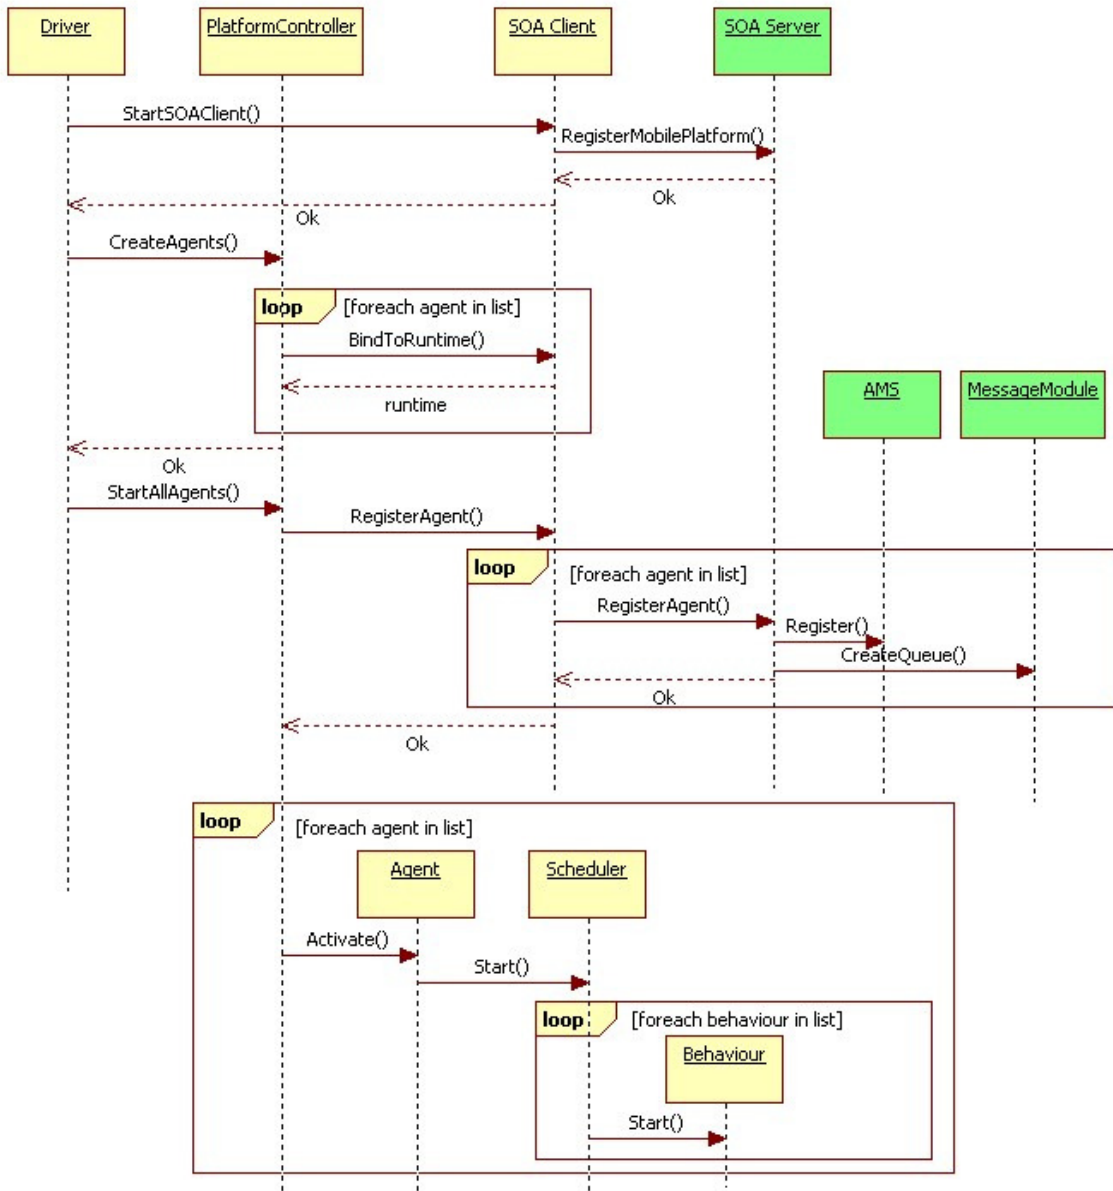 Driver
PlatformController
SOA Client
SOA Server
StartSOAClient()
RegisterMobilePlatform()
Ok
Ok
CreateAgents()
loop
[foreach agent in list]
BindToRuntime()
runtime
AMS
MessageModule
Ok
StartAllAgents()
RegisterAgent()
loop
[foreach agent in list]
RegisterAgent()
Register()
CreateQueue()
Ok
Ok
loop
[foreach agent in list]
Agent
Scheduler
Activate()
Start()
loop
[foreach behaviour in list]
Behaviour
Start()